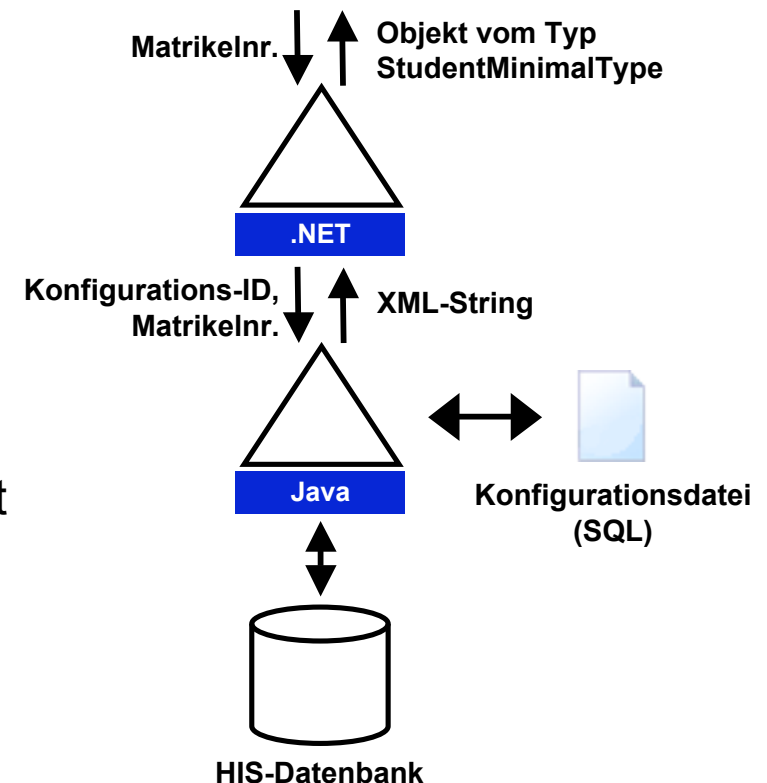 Matrikelnr.
Objekt vom Typ
StudentMinimalType
.NET
Konfigurations-ID,
Matrikelnr.
XML-String
t
Java
Konfigurationsdatei
(SQL)
HIS-Datenbank